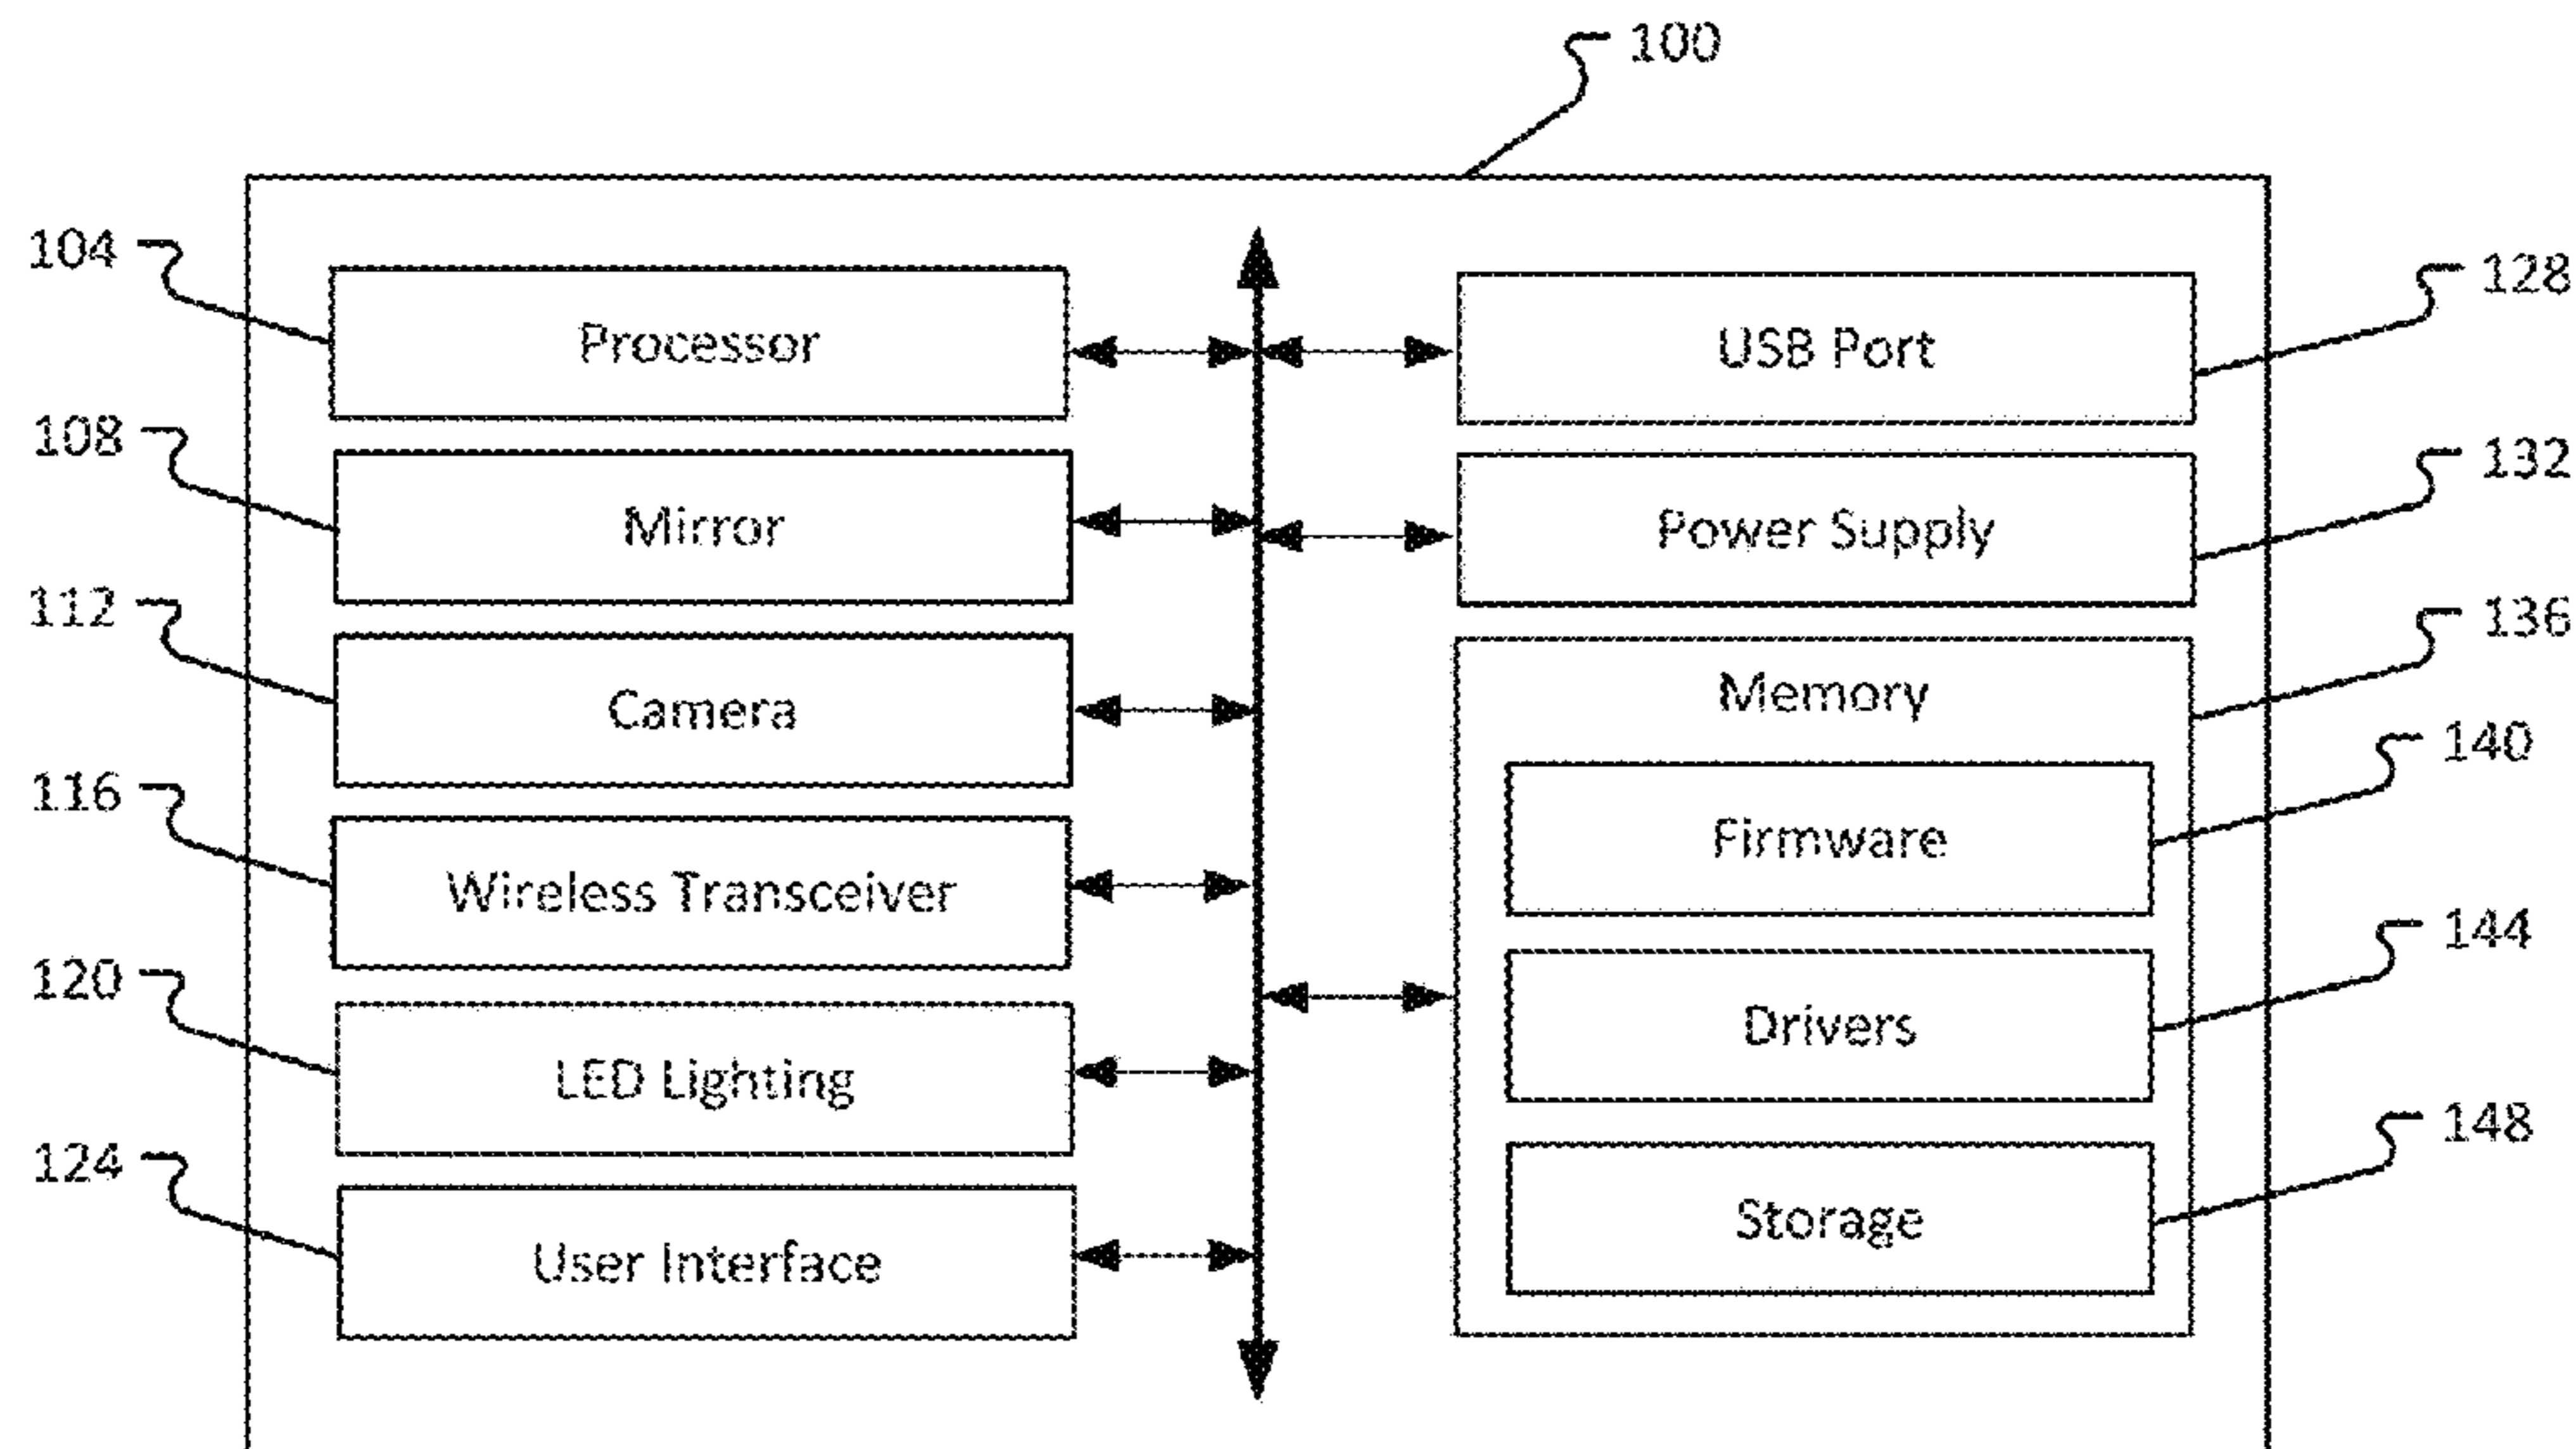 100
104
Processor
USB Port
128
108
Mirror
Power Supply
132
112
Camera
Memory
136
Firmware
140
116
Wireless Transceiver
Drivers
144
120
LED Lighting
Storage
148
124
User Interface